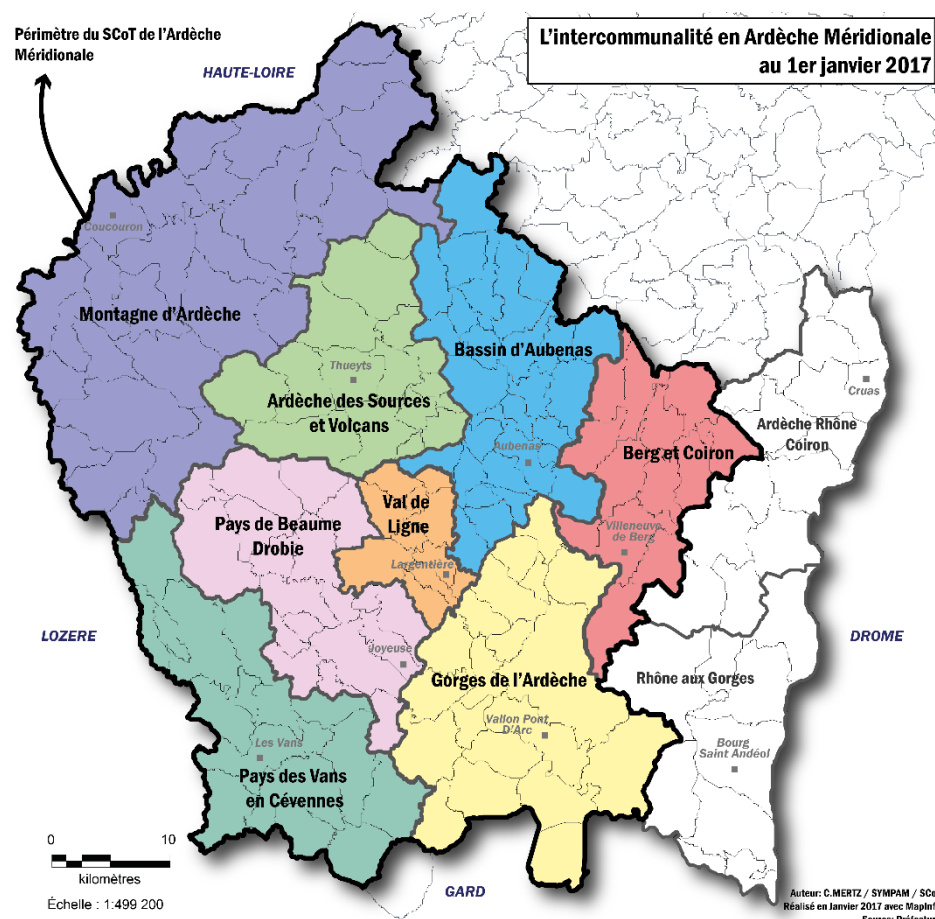 Périmètre du SCoT de l'Ardèche
Méridionale
L'intercommunalité en Ardèche Méridionale
au 1er janvier 2017
HAUTE-LOIRE
Coucouron
Montagne d'Ardèche
Bassin d'Aubenas
Thueyts
Cruas
Ardèche des Sources
et Volcans
Ardèche Rhône
Coiron
Aubenas
Berg et Coiron
Val de
Ligne
Pays de Beaume
Drobie
Villeneuve
de Berg
Largentière
LOZERE
DROME
Joyeuse
Gorges de l'Ardèche
Rhône aux Gorges
Vallon Pont
D'Arc
Les Vans
Bourg
Saint Andéol
Pays des Vans
en Cévennes
0 10
kilomètres
Échelle : 1:499 200
GARD
Auteur: C.MERTZ / SYMPAM / SCo
Réalisé en Janvier 2017 avec MapInf